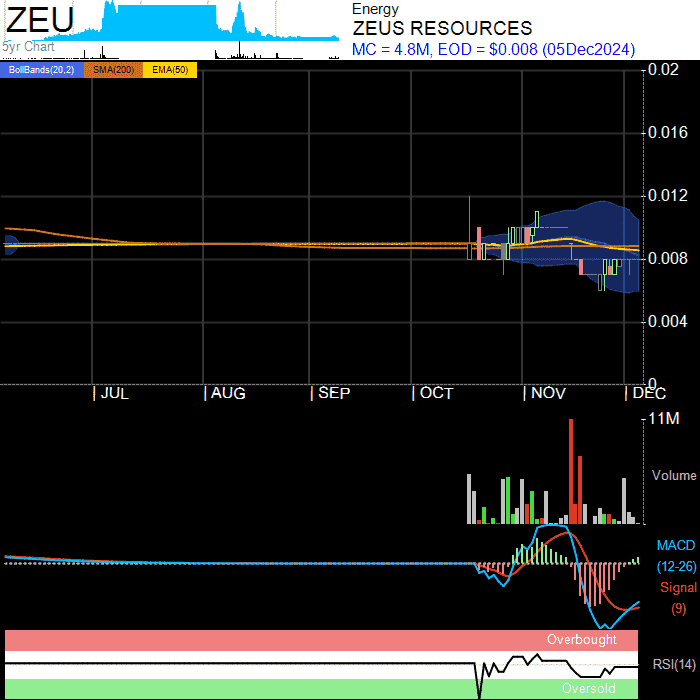 ZEU
5yr Chart
Energy
ZEUS RESOURCES
MC = 4.8M, EOD = $0.008 (05Dec2024)
BollBands(20,2) SMA(200) EMA(50)
0.02
0.016
0.012
0.008
0.004
0
JUL AUG SEP OCT NOV DEC
11M
Volume
MACD
(12-26)
Signal
(9)
Overbought
RSI(14)
Oversold